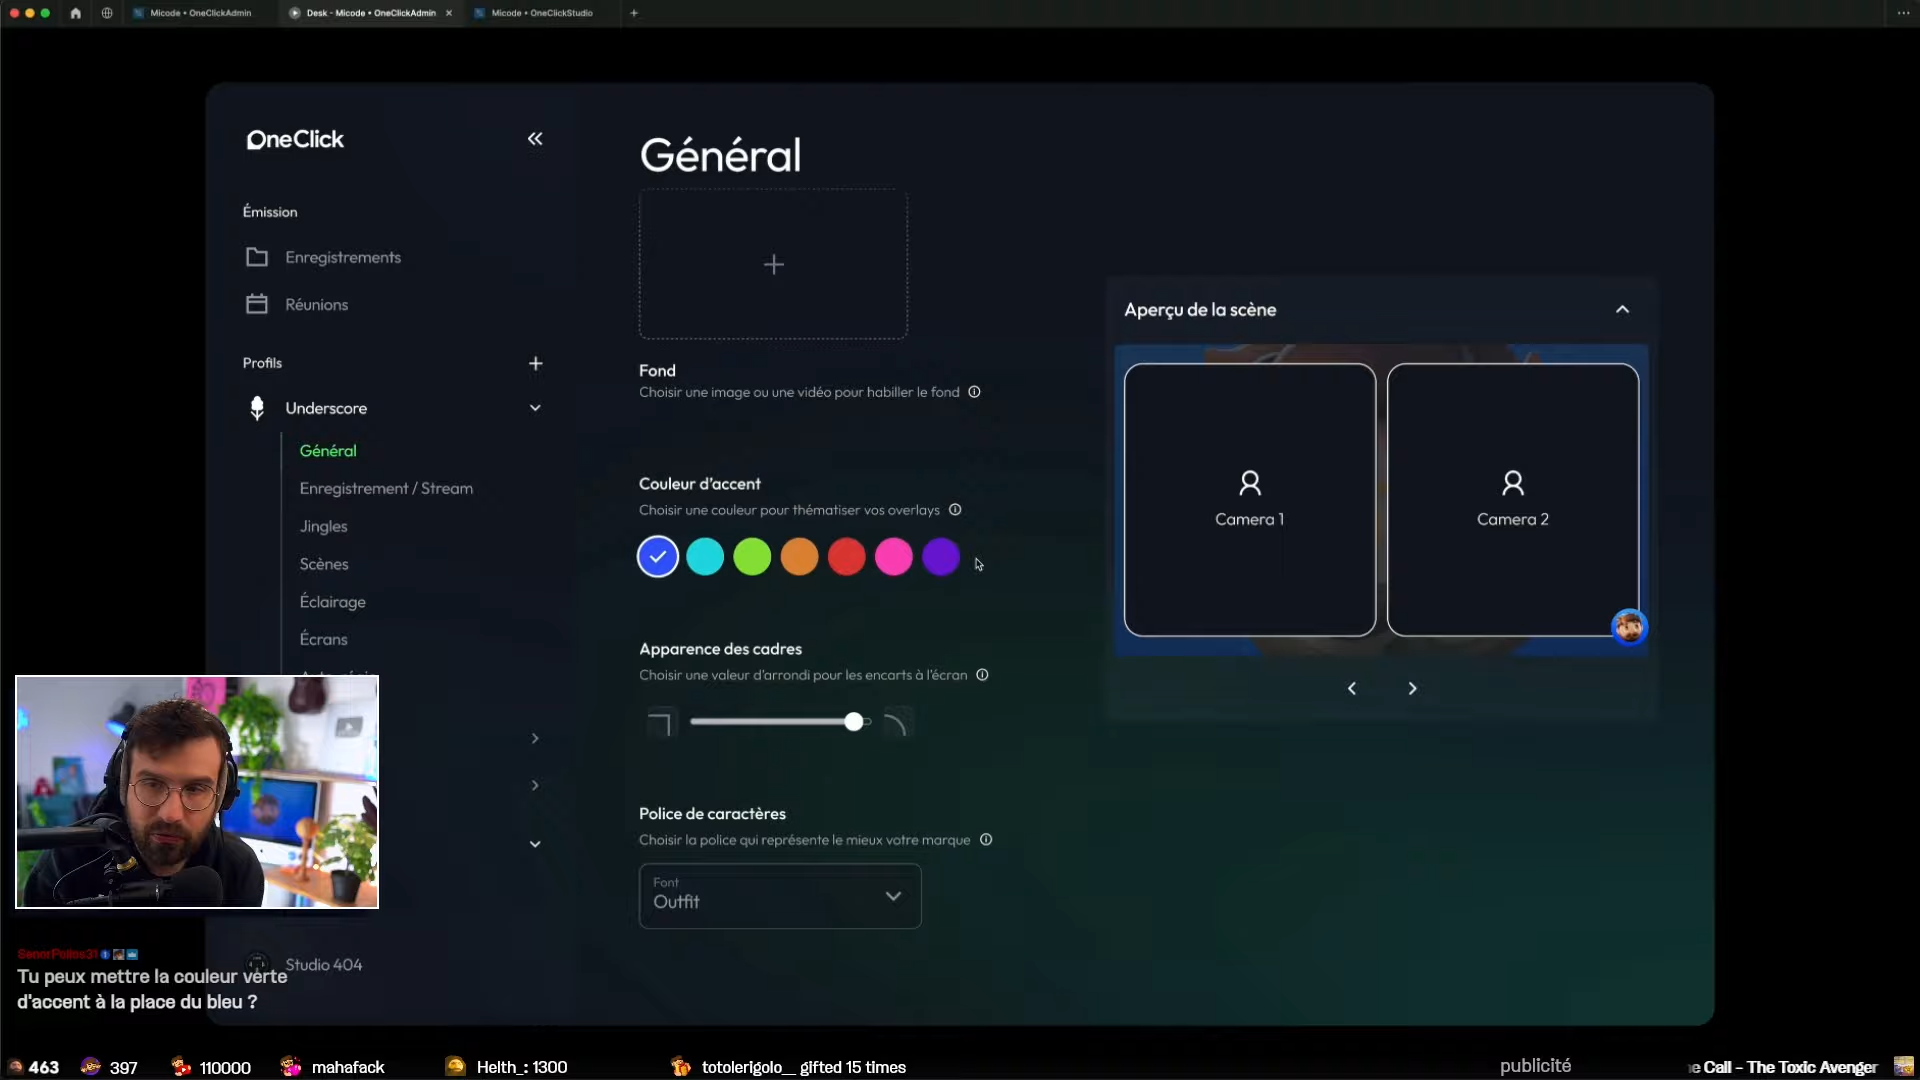 Micode • OneClickAdmin
Desk - Micode • OneClickAdmin
Micode • OneClickStudio
OneClick
Émission
Enregistrements
Réunions
Profils
Underscore
Général
Enregistrement / Stream
Jingles
Scènes
Éclairage
Écrans
Studio 404
Général
Fond
Choisir une image ou une vidéo pour habiller le fond
Couleur d'accent
Choisir une couleur pour thématiser vos overlays
Apparence des cadres
Choisir une valeur d'arrondi pour les encarts à l'écran
Police de caractères
Choisir la police qui représente le mieux votre marque
Font
Outfit
Aperçu de la scène
Camera 1
Camera 2
SenorPollos31
Tu peux mettre la couleur verte
d'accent à la place du bleu ?
463
397
110000
mahafack
Helth_: 1300
totolerigolo__ gifted 15 times
publicité
e Call - The Toxic Avenger